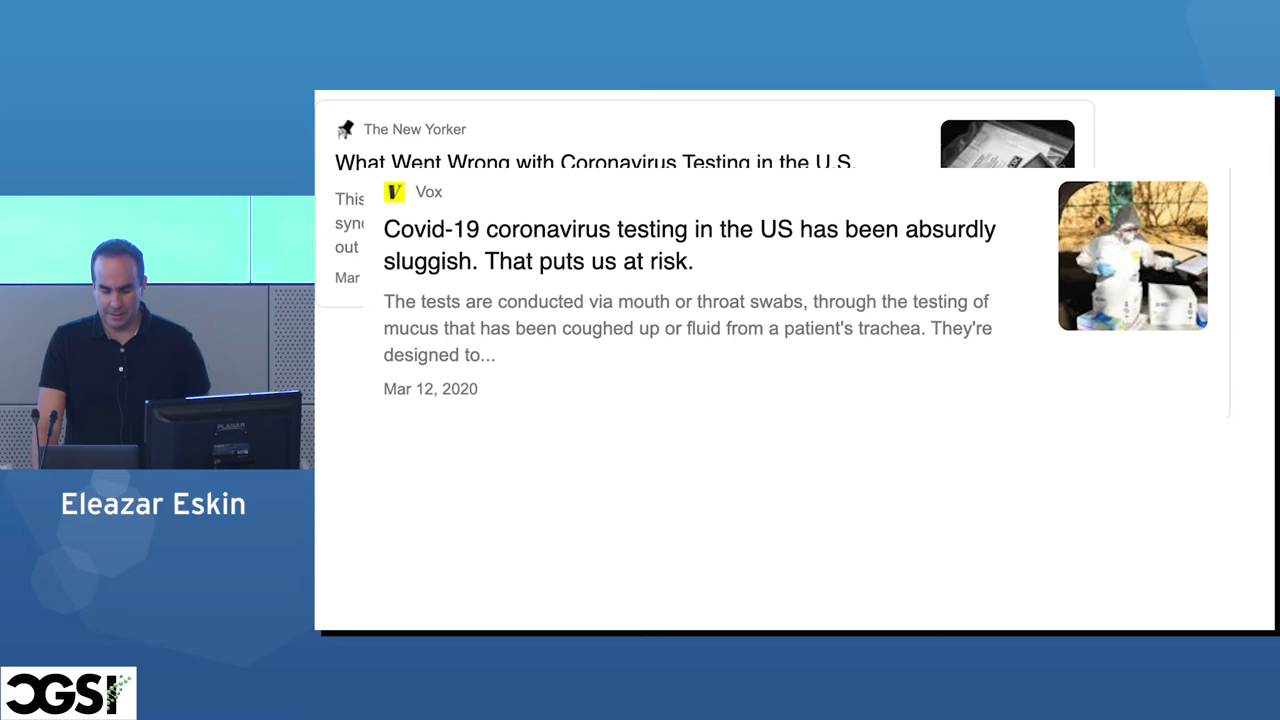 The New Yorker
What Went Wrong with Coronavirus Testing in the U.S.
This
sync
out
Mar
V Vox
Covid-19 coronavirus testing in the US has been absurdly
sluggish. That puts us at risk.
The tests are conducted via mouth or throat swabs, through the testing of
mucus that has been coughed up or fluid from a patient's trachea. They're
designed to...
Mar 12, 2020
PLANAR
Eleazar Eskin
CGSI